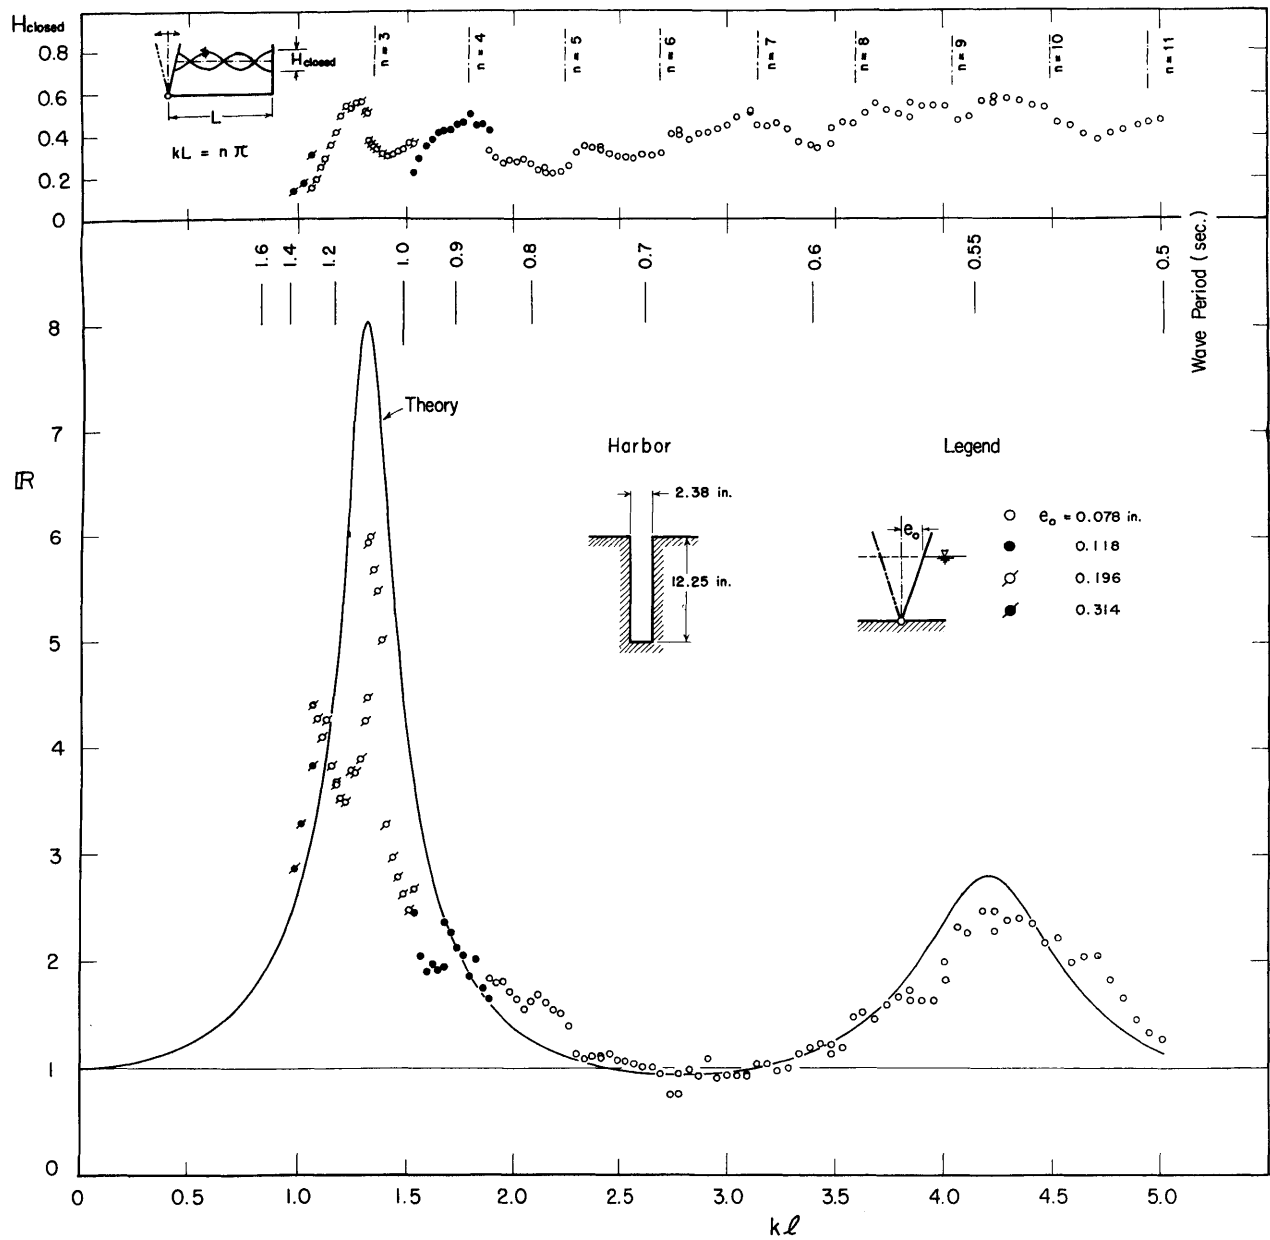 Hclosed
0.8
0.6
0.4
0.2
0
Hclosed
L
kL = n π
n = 3
n = 4
n = 5
n = 6
n = 7
n = 8
n = 9
n = 10
n = 11
1.6
1.4
1.2
1.0
0.9
0.8
0.7
0.6
0.55
0.5
Wave Period (sec.)
8
7
6
5
4
3
2
1
0
R
Theory
Harbor
2.38 in.
12.25 in.
Legend
e₀
e₀ = 0.078 in.
0.118
0.196
0.314
0
0.5
1.0
1.5
2.0
2.5
3.0
3.5
4.0
4.5
5.0
kℓ